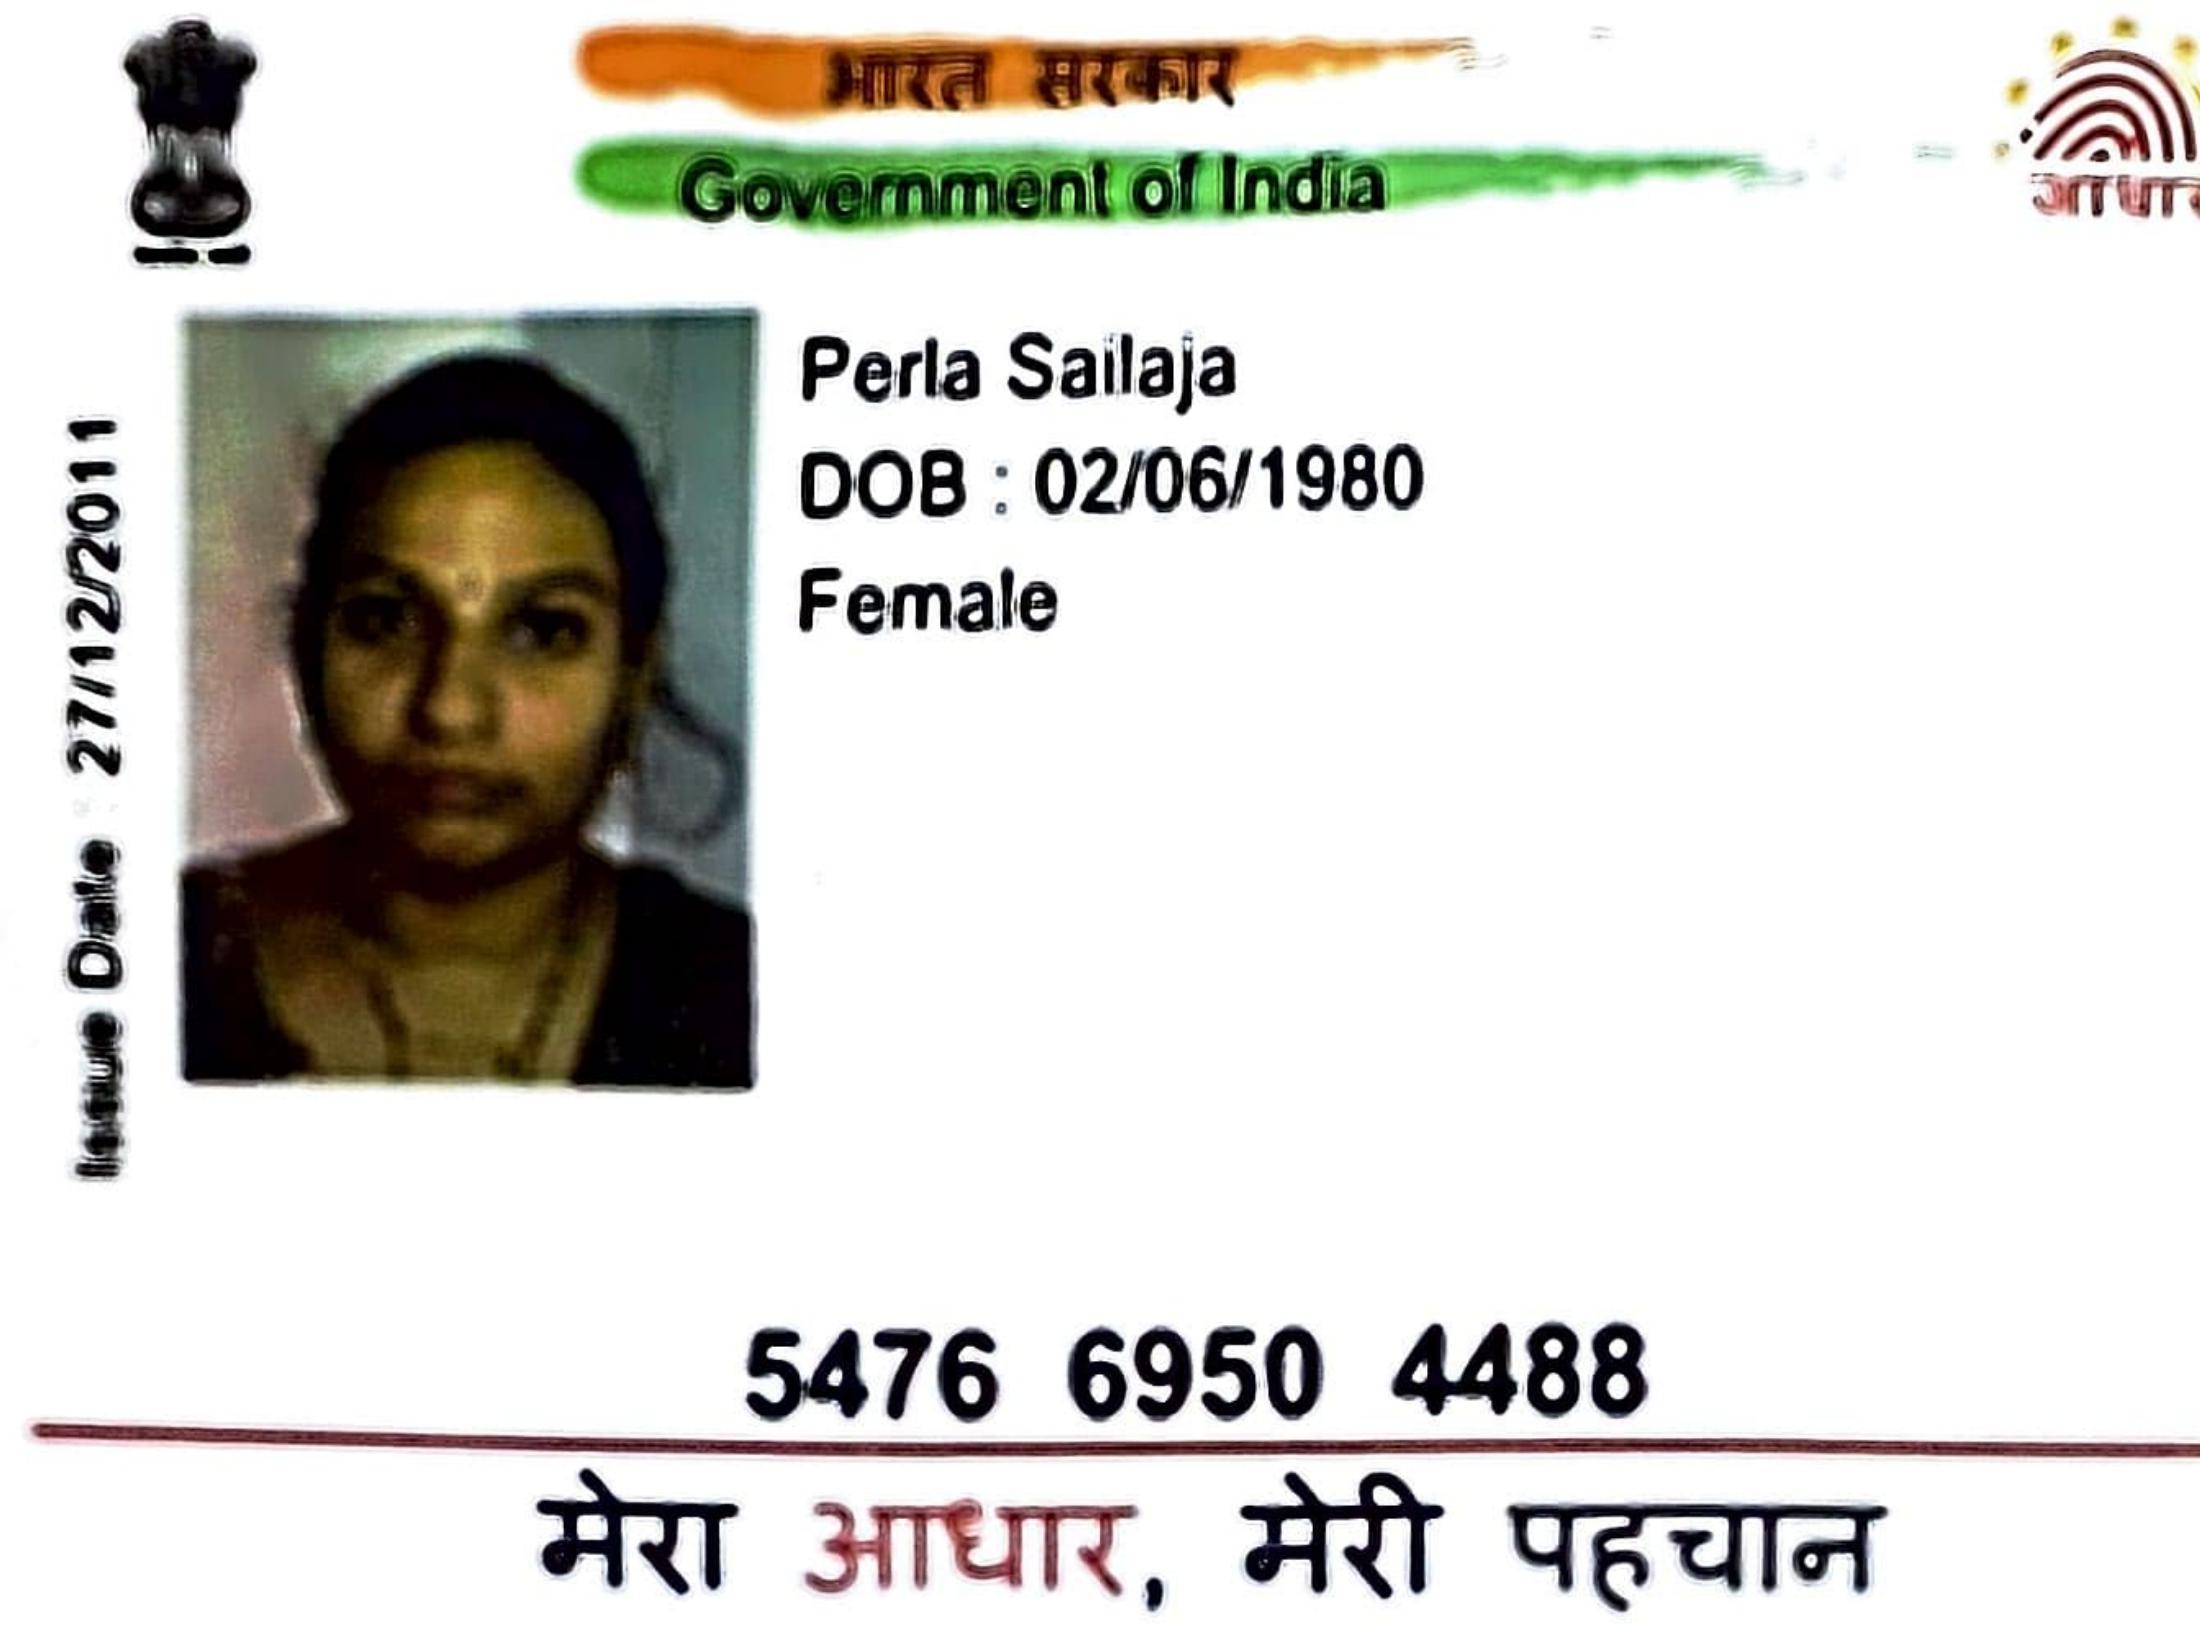 भारत सरकार
Government of India
आधार
Issue Date : 27/12/2011
Perla Sailaja
DOB : 02/06/1980
Female
5476 6950 4488
मेरा आधार, मेरी पहचान